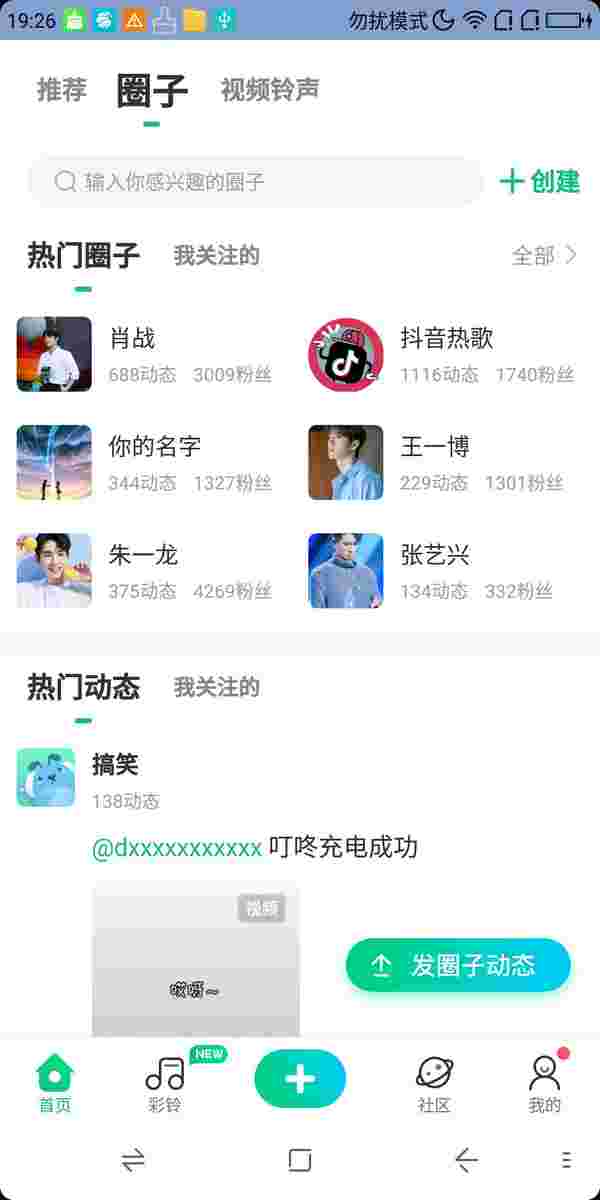 19:26 勿扰模式
推荐 圈子 视频铃声
输入你感兴趣的圈子 创建
热门圈子 我关注的 全部
肖战
688动态 3009粉丝
抖音热歌
1116动态 1740粉丝
你的名字
344动态 1327粉丝
王一博
229动态 1301粉丝
朱一龙
375动态 4269粉丝
张艺兴
134动态 332粉丝
热门动态 我关注的
搞笑
138动态
@dxxxxxxxxxxx 叮咚充电成功
视频
哎呀~
发圈子动态
NEW
首页 彩铃 社区 我的